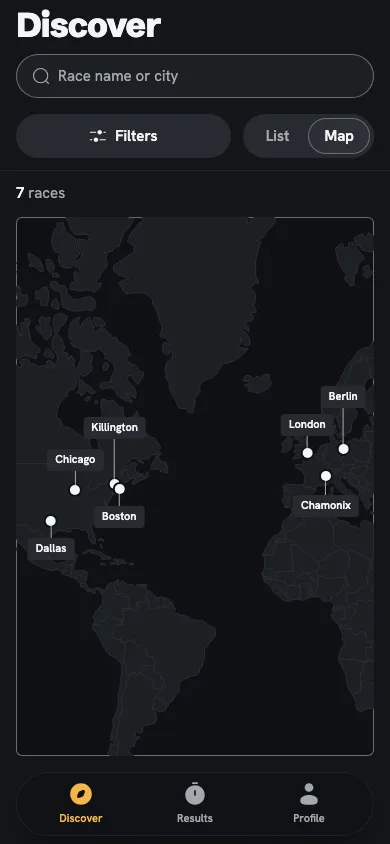 Discover
Race name or city
Filters
List
Map
7 races
Berlin
London
Killington
Chicago
Chamonix
Boston
Dallas
Discover
Results
Profile